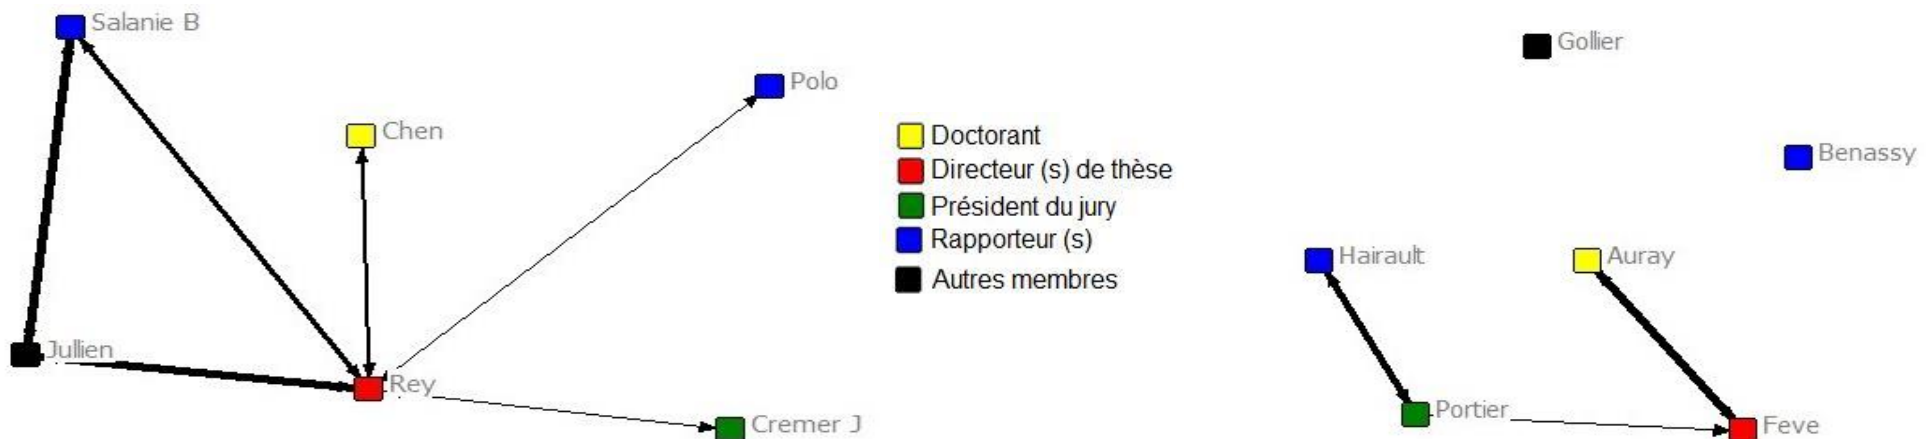 Salanie B
Chen
Polo
Jullien
Rey
Cremer J
Doctorant
Directeur (s) de thèse
Président du jury
Rapporteur (s)
Autres membres
Gollier
Benassy
Hairault
Auray
Portier
Feve